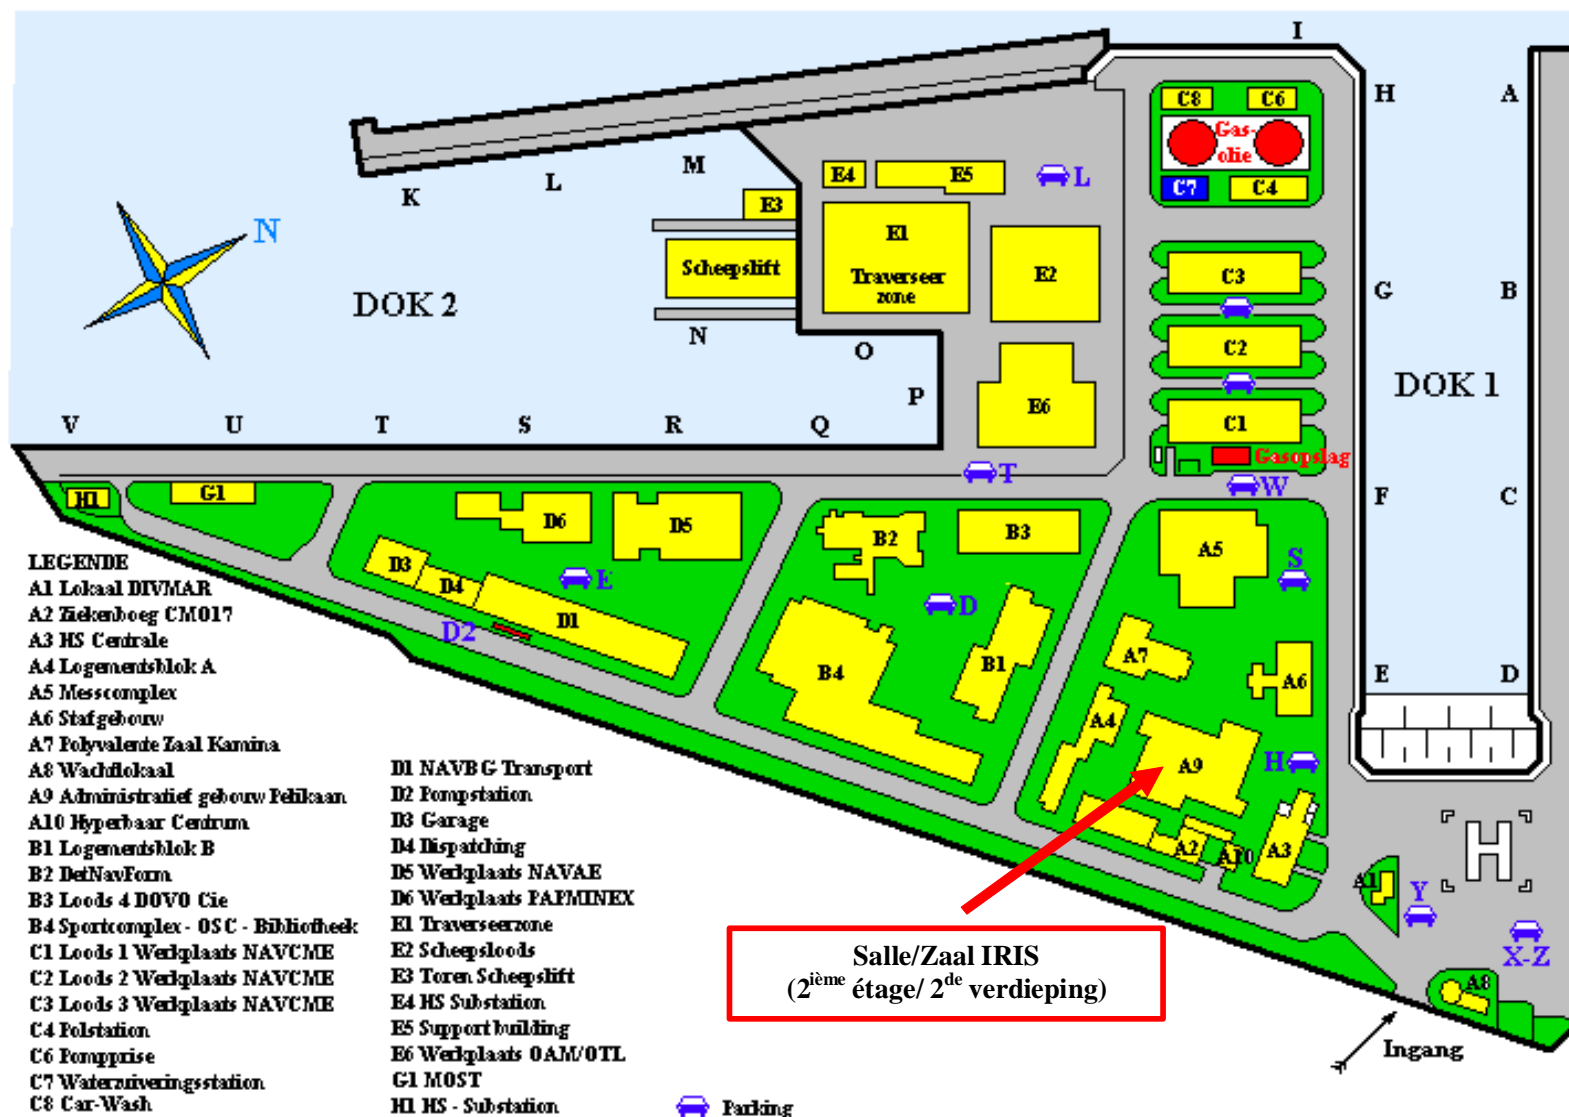 I
H
A
C8
C6
Gas-
olie
C7
C4
K
L
M
E4
E5
L
E3
N
E1
Scheepslift
Traverseer
zone
E2
C3
G
B
DOK 2
N
O
C2
DOK 1
P
E6
C1
V
U
T
S
R
Q
Gasopslag
T
W
H1
G1
F
C
D6
D5
B2
B3
A5
S
D3
D4
E
D
D1
D2
B4
B1
A7
A6
E
D
A4
A9
H
A2
A10
A3
A1
H
Y
X-Z
A8
Ingang
Salle/Zaal IRIS
(2ième étage/ 2de verdieping)
LEGENDE
A1 Lokaal DIVMAR
A2 Ziekenboeg CMO17
A3 HS Centrale
A4 Logementsblok A
A5 Messcomplex
A6 Stafgebouw
A7 Polyvalente Zaal Kamina
A8 Wachtlokaal
A9 Administratief gebouw Pelikaan
A10 Hyperbaar Centrum
B1 Logementsblok B
B2 DetNavForm
B3 Loods 4 DOVO Cie
B4 Sportcomplex - OSC - Bibliotheek
C1 Loods 1 Werkplaats NAVCME
C2 Loods 2 Werkplaats NAVCME
C3 Loods 3 Werkplaats NAVCME
C4 Polstation
C6 Pompprise
C7 Waterzuiveringsstation
C8 Car-Wash
D1 NAVBG Transport
D2 Pompstation
D3 Garage
D4 Dispatching
D5 Werkplaats NAVAE
D6 Werkplaats PAPMINEX
E1 Traverseerzone
E2 Scheepsloods
E3 Toren Scheepslift
E4 HS Substation
E5 Support building
E6 Werkplaats OAM/OTL
G1 MOST
H1 HS - Substation
Parking